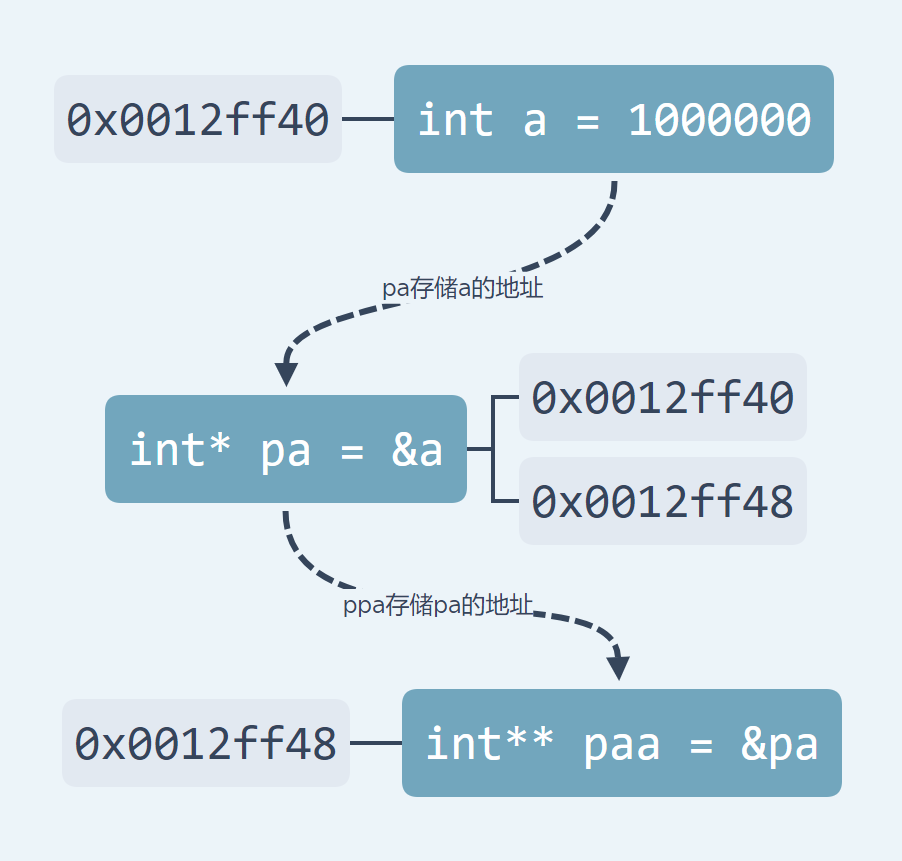 0x0012ff40
int a = 1000000
pa存储a的地址
int* pa = &a
0x0012ff40
0x0012ff48
ppa存储pa的地址
0x0012ff48
int** paa = &pa